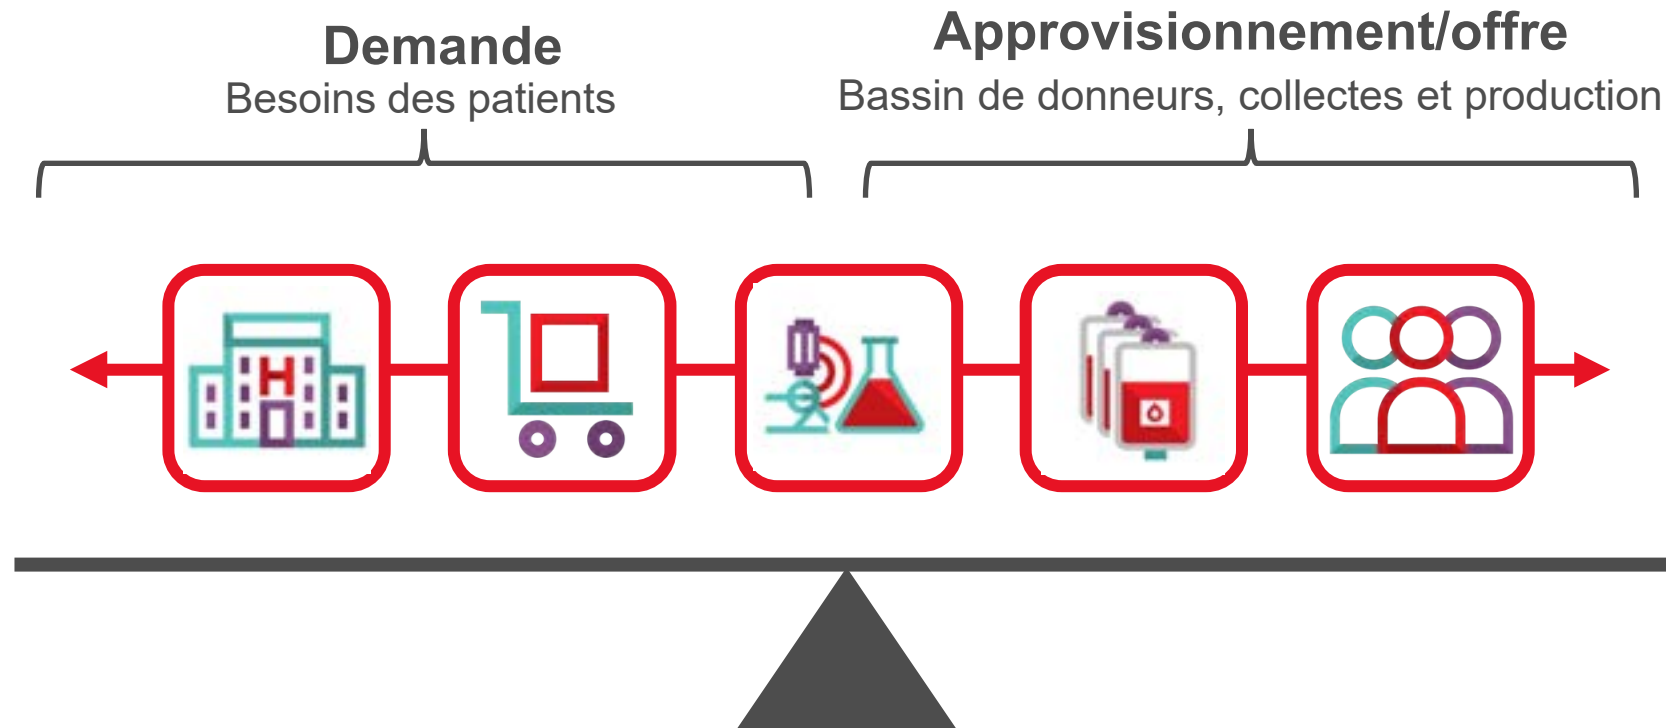 Demande
Besoins des patients
Approvisionnement/offre
Bassin de donneurs, collectes et production
H